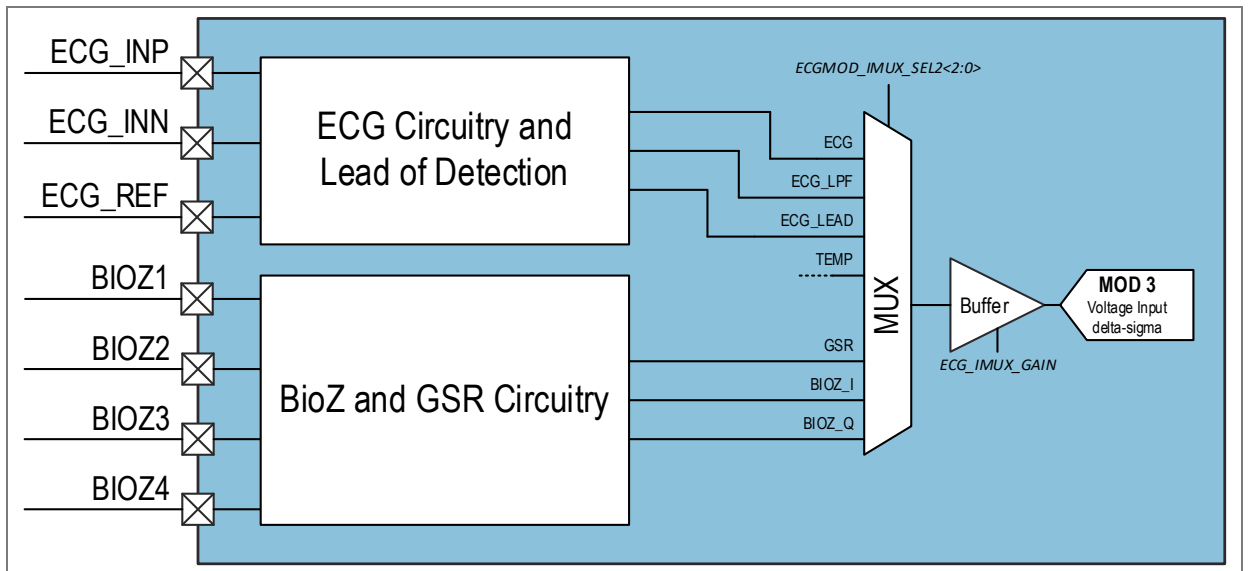 ECG_INP
ECG_INN
ECG_REF
BIOZ1
BIOZ2
BIOZ3
BIOZ4
ECG Circuitry and
Lead of Detection
BioZ and GSR Circuitry
ECGMOD_IMUX_SEL2<2:0>
ECG
ECG_LPF
ECG_LEAD
TEMP
GSR
BIOZ_I
BIOZ_Q
MUX
Buffer
ECG_IMUX_GAIN
MOD 3
Voltage Input
delta-sigma